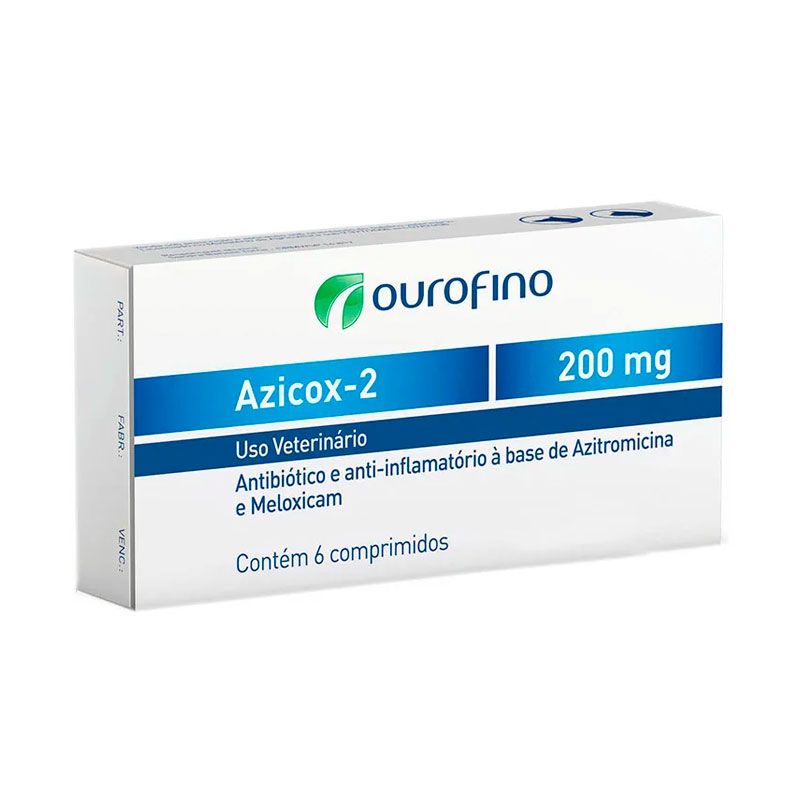 ourofino
Azicox-2
200 mg
Uso Veterinário
Antibiótico e anti-inflamatório à base de Azitromicina
e Meloxicam
Contém 6 comprimidos
PART.:
FABR.:
VENC.: